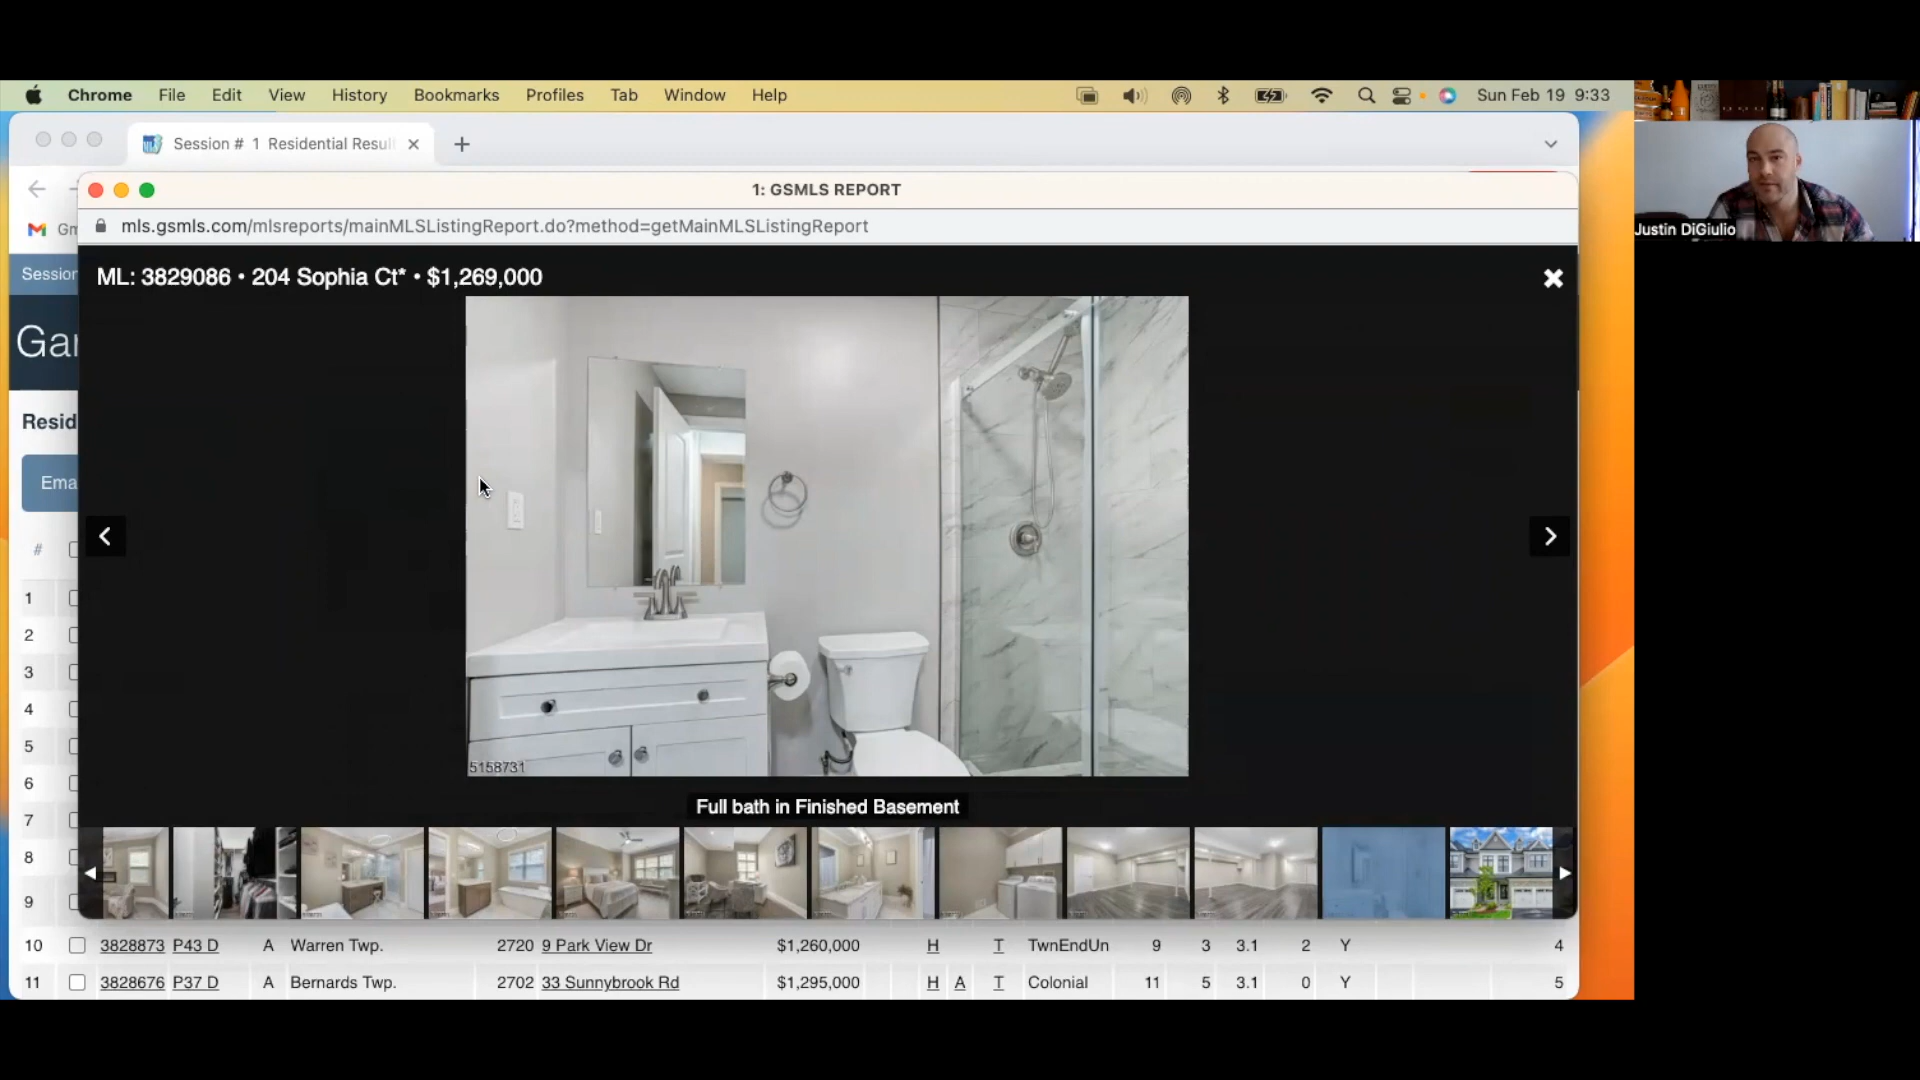 Chrome File Edit View History Bookmarks Profiles Tab Window Help Sun Feb 19 9:33
Session # 1 Residential Resul
1: GSMLS REPORT
Gm
mls.gsmls.com/mlsreports/mainMLSListingReport.do?method=getMainMLSListingReport
Justin DiGiulio
Session
ML: 3829086 • 204 Sophia Ct* • $1,269,000
Gar
Resid
Ema
#
1
2
3
4
5
6
7
8
9
5158731
Full bath in Finished Basement
10 3828873 P43 D A Warren Twp. 2720 9 Park View Dr $1,260,000 H T TwnEndUn 9 3 3.1 2 Y 4
11 3828676 P37 D A Bernards Twp. 2702 33 Sunnybrook Rd $1,295,000 H A T Colonial 11 5 3.1 0 Y 5